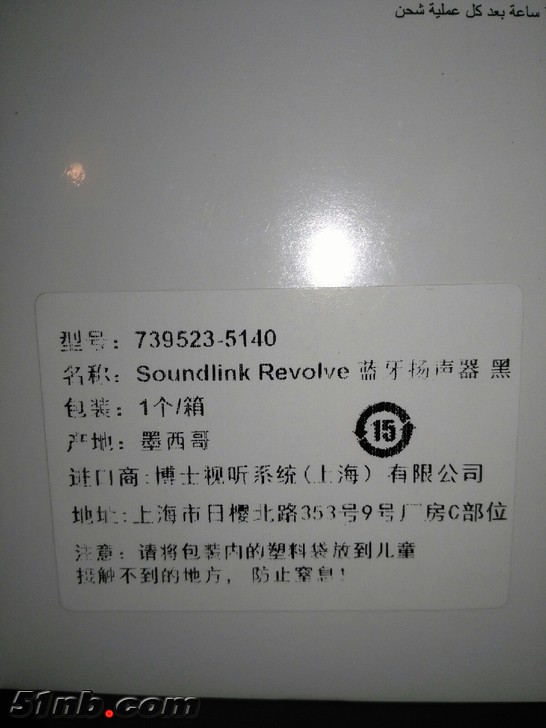 ساعة بعد كل عملية شحن
型号：739523-5140
名称：Soundlink Revolve 蓝牙扬声器 黑
包装：1个/箱
产地：墨西哥
15
进口商：博士视听系统（上海）有限公司
地址：上海市日樱北路353号9号厂房C部位
注意：请将包装内的塑料袋放到儿童
接触不到的地方，防止窒息！
51nb.com